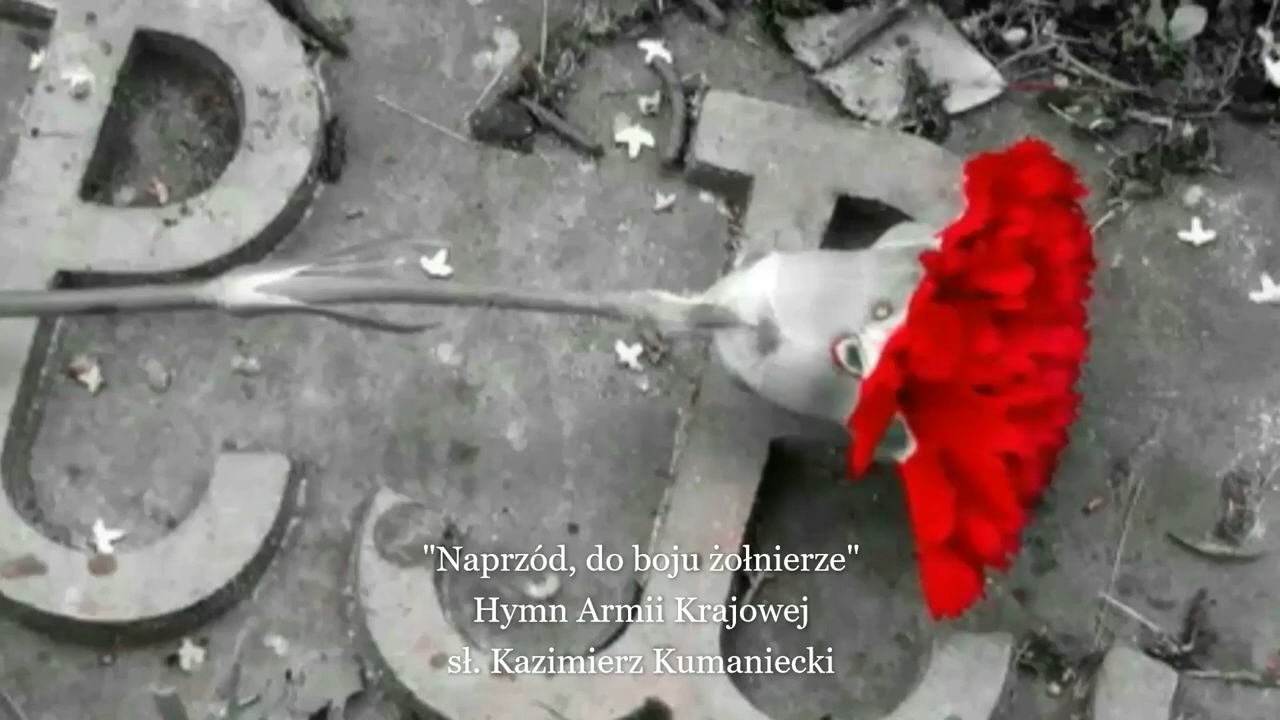 "Naprzód, do boju żołnierze"
Hymn Armii Krajowej
sł. Kazimierz Kumaniecki